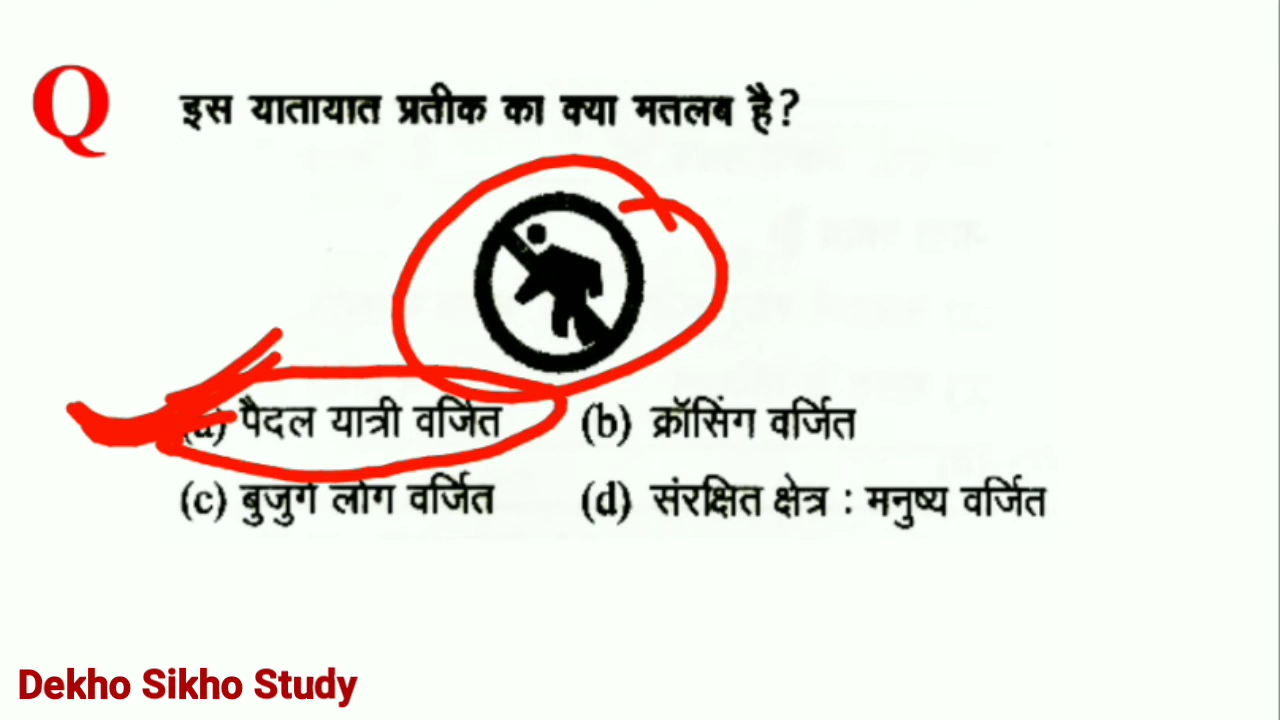 Q इस यातायात प्रतीक का क्या मतलब है?
(a) पैदल यात्री वर्जित (b) क्रॉसिंग वर्जित
(c) बुजुर्ग लोग वर्जित (d) संरक्षित क्षेत्र : मनुष्य वर्जित
Dekho Sikho Study